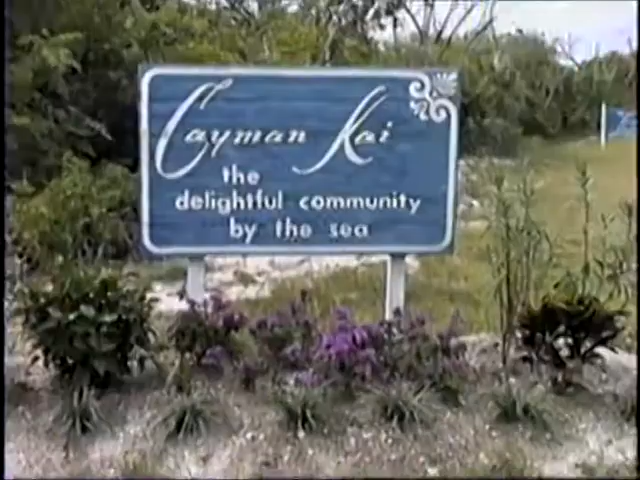 Cayman Kai
the
delightful community
by the sea